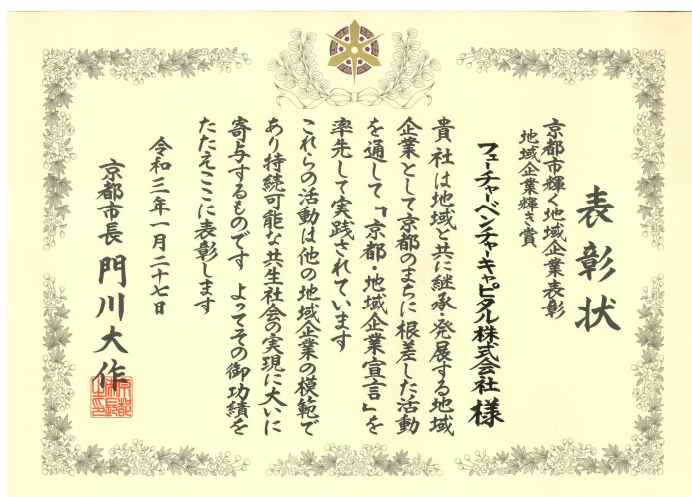 表彰状
京都市輝く地域企業表彰
地域企業輝き賞
フューチャーベンチャーキャピタル株式会社 様
貴社は地域と共に継承・発展する地域
企業として京都のまちに根差した活動
を通して、「京都・地域企業宣言」を
率先して実践されています
これらの活動は他の地域企業の模範で
あり持続可能な共生社会の実現に大いに
寄与するものです よってその御功績を
たたえここに表彰します
令和三年一月二十七日
京都市長 門川大作
京都市長之印